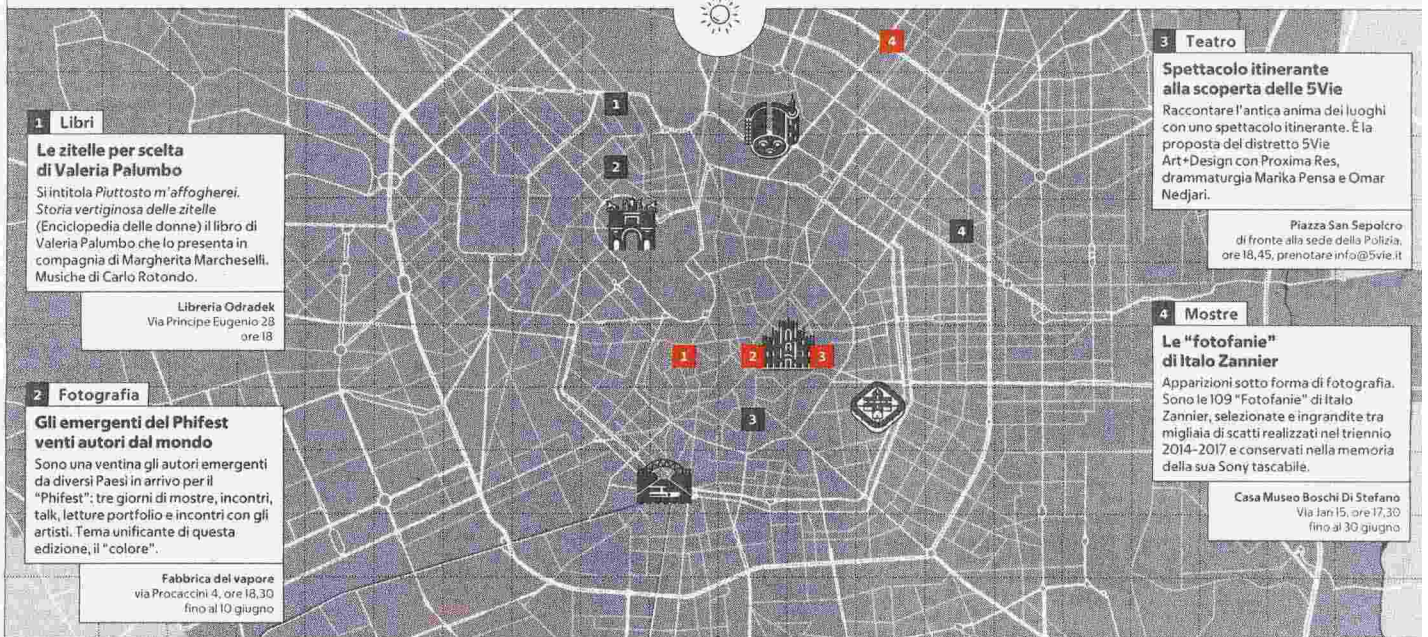 1 Libri
Le zitelle per scelta
di Valeria Palumbo
Si intitola Piuttosto m'affogherei.
Storia vertiginosa delle zitelle
(Enciclopedia delle donne) il libro di
Valeria Palumbo che lo presenta in
compagnia di Margherita Marcheselli.
Musiche di Carlo Rotondo.
Libreria Odradek
Via Principe Eugenio 28
ore 18
2 Fotografia
Gli emergenti del Phifest
venti autori dal mondo
Sono una ventina gli autori emergenti
da diversi Paesi in arrivo per il
"Phifest": tre giorni di mostre, incontri,
talk, letture portfolio e incontri con gli
artisti. Tema unificante di questa
edizione, il "colore".
Fabbrica del vapore
via Procaccini 4, ore 18,30
fino al 10 giugno
4
1
2
4
1
2
3
3
3 Teatro
Spettacolo itinerante
alla scoperta delle 5Vie
Raccontare l'antica anima dei luoghi
con uno spettacolo itinerante. È la
proposta del distretto 5Vie
Art+Design con Proxima Res,
drammaturgia Marika Pensa e Omar
Nedjari.
Piazza San Sepolcro
di fronte alla sede della Polizia,
ore 18,45, prenotare info@5vie.it
4 Mostre
Le "fotofanie"
di Italo Zannier
Apparizioni sotto forma di fotografia.
Sono le 109 "Fotofanie" di Italo
Zannier, selezionate e ingrandite tra
migliaia di scatti realizzati nel triennio
2014-2017 e conservati nella memoria
della sua Sony tascabile.
Casa Museo Boschi Di Stefano
Via Jan 15, ore 17,30
fino al 30 giugno